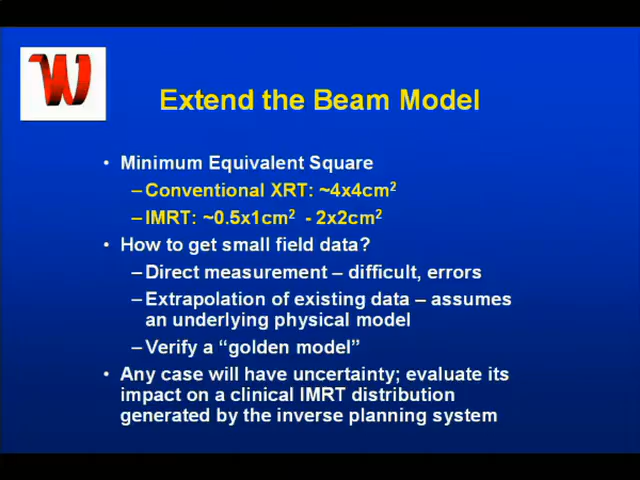 W
Extend the Beam Model
• Minimum Equivalent Square
– Conventional XRT: ~4x4cm²
– IMRT: ~0.5x1cm² - 2x2cm²
• How to get small field data?
– Direct measurement – difficult, errors
– Extrapolation of existing data – assumes
an underlying physical model
– Verify a “golden model”
• Any case will have uncertainty; evaluate its
impact on a clinical IMRT distribution
generated by the inverse planning system